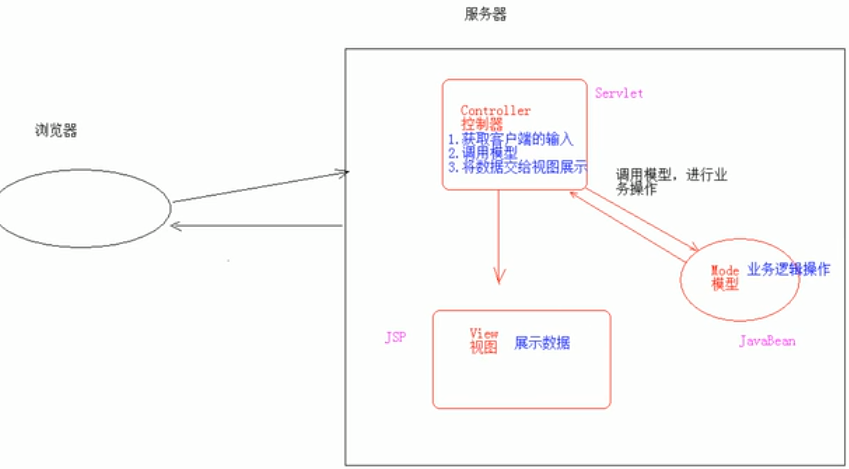 服务器
浏览器
Servlet
Controller
控制器
1.获取客户端的输入
2.调用模型
3.将数据交给视图展示
调用模型，进行业
务操作
Mode 业务逻辑操作
模型
JavaBean
JSP
View
视图 展示数据